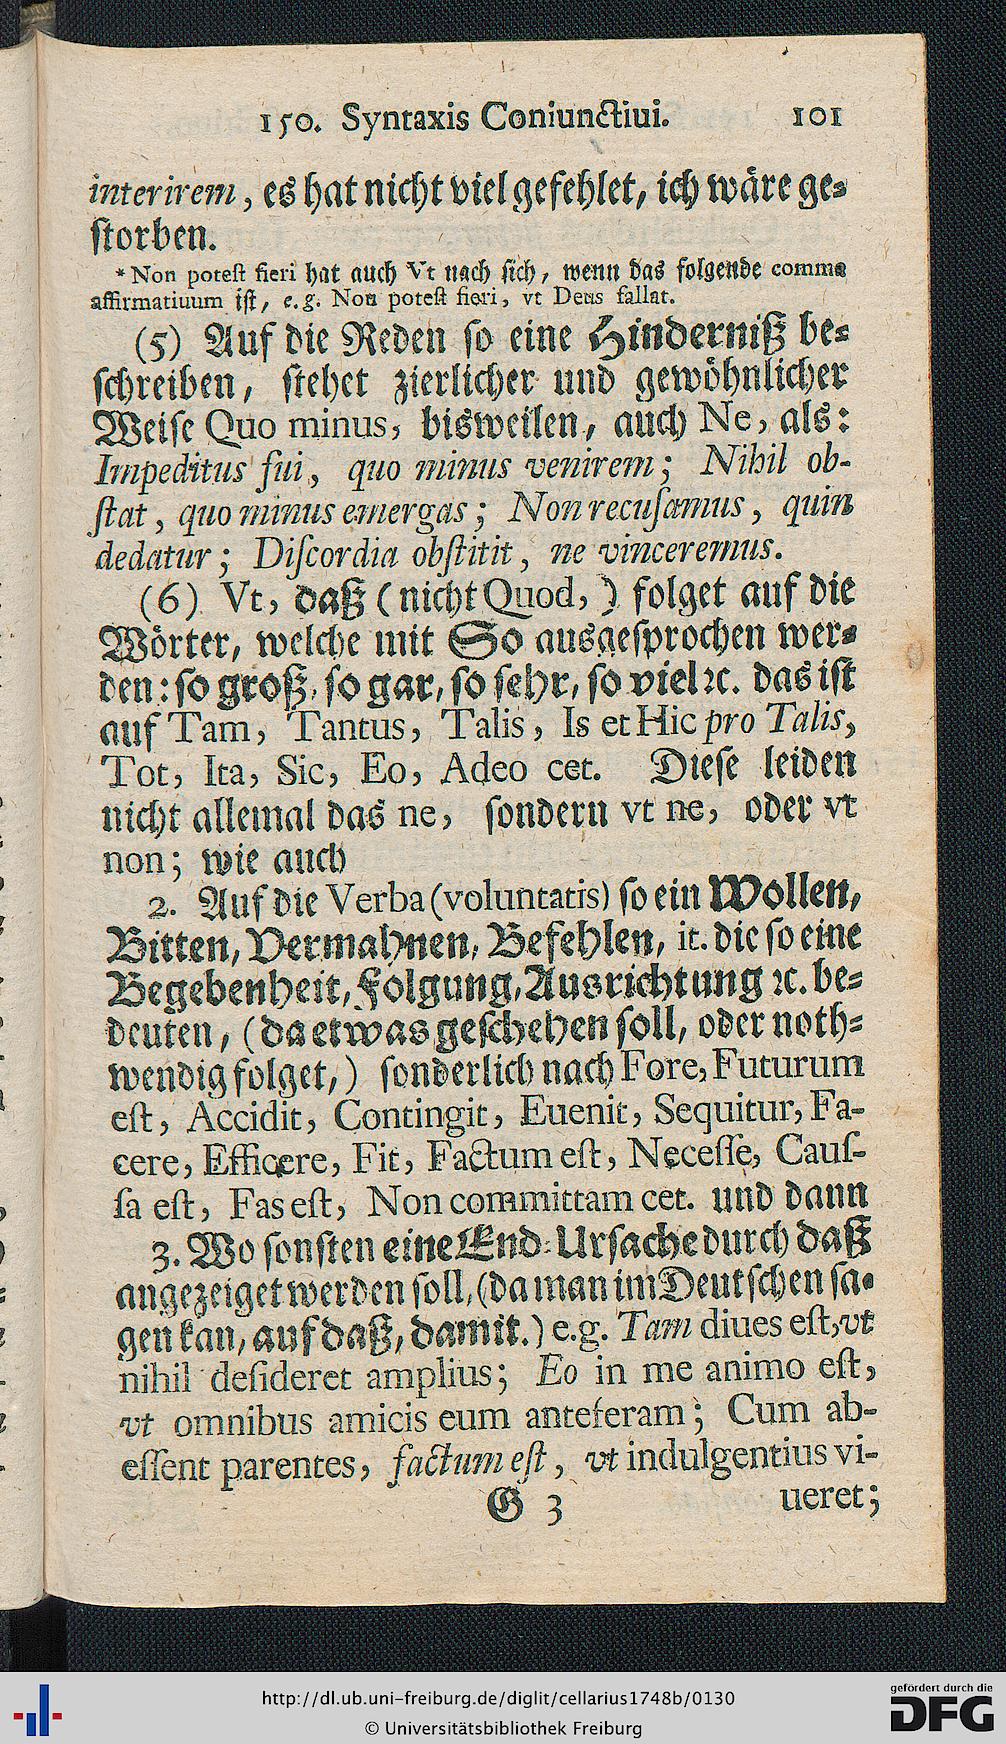 150. Syntaxis Coniunctiui. 101
interirem, es hat nicht viel gefehlet, ich wäre ge-
storben.
* Non potest fieri hat auch Vt nach sich, wenn das folgende comma
affirmatiuum ist, e. g. Non potest fieri, vt Deus fallat.
(5) Auf die Reden so eine Hinderniß be-
schreiben, stehet zierlicher und gewöhnlicher
Weise Quo minus, bisweilen, auch Ne, als:
Impeditus fui, quo minus venirem; Nihil ob-
stat, quo minus emergas; Non recusamus, quin
dedatur; Discordia obstitit, ne vinceremus.
(6) Vt, daß (nicht Quod,) folget auf die
Wörter, welche mit So ausgesprochen wer-
den: so groß, so gar, so sehr, so viel ꝛc. das ist
auf Tam, Tantus, Talis, Is et Hic pro Talis,
Tot, Ita, Sic, Eo, Adeo cet. Diese leiden
nicht allemal das ne, sondern vt ne, oder vt
non; wie auch
2. Auf die Verba (voluntatis) so ein Wollen,
Bitten, Vermahnen, Befehlen, it. die so eine
Begebenheit, Folgung, Ausrichtung ꝛc. be-
deuten, (da etwas geschehen soll, oder noth-
wendig folget,) sonderlich nach Fore, Futurum
est, Accidit, Contingit, Euenit, Sequitur, Fa-
cere, Efficere, Fit, Factum est, Necesse, Caus-
sa est, Fas est, Non committam cet. und dann
3. Wo sonsten eine End-Ursache durch daß
angezeiget werden soll, (da man im Deutschen sa-
gen kan, auf daß, damit.) e.g. Tam diues est, vt
nihil desideret amplius; Eo in me animo est,
vt omnibus amicis eum anteferam; Cum ab-
essent parentes, factum est, vt indulgentius vi-
G 3 ueret;
http://dl.ub.uni-freiburg.de/diglit/cellarius1748b/0130
© Universitätsbibliothek Freiburg
gefördert durch die
DFG